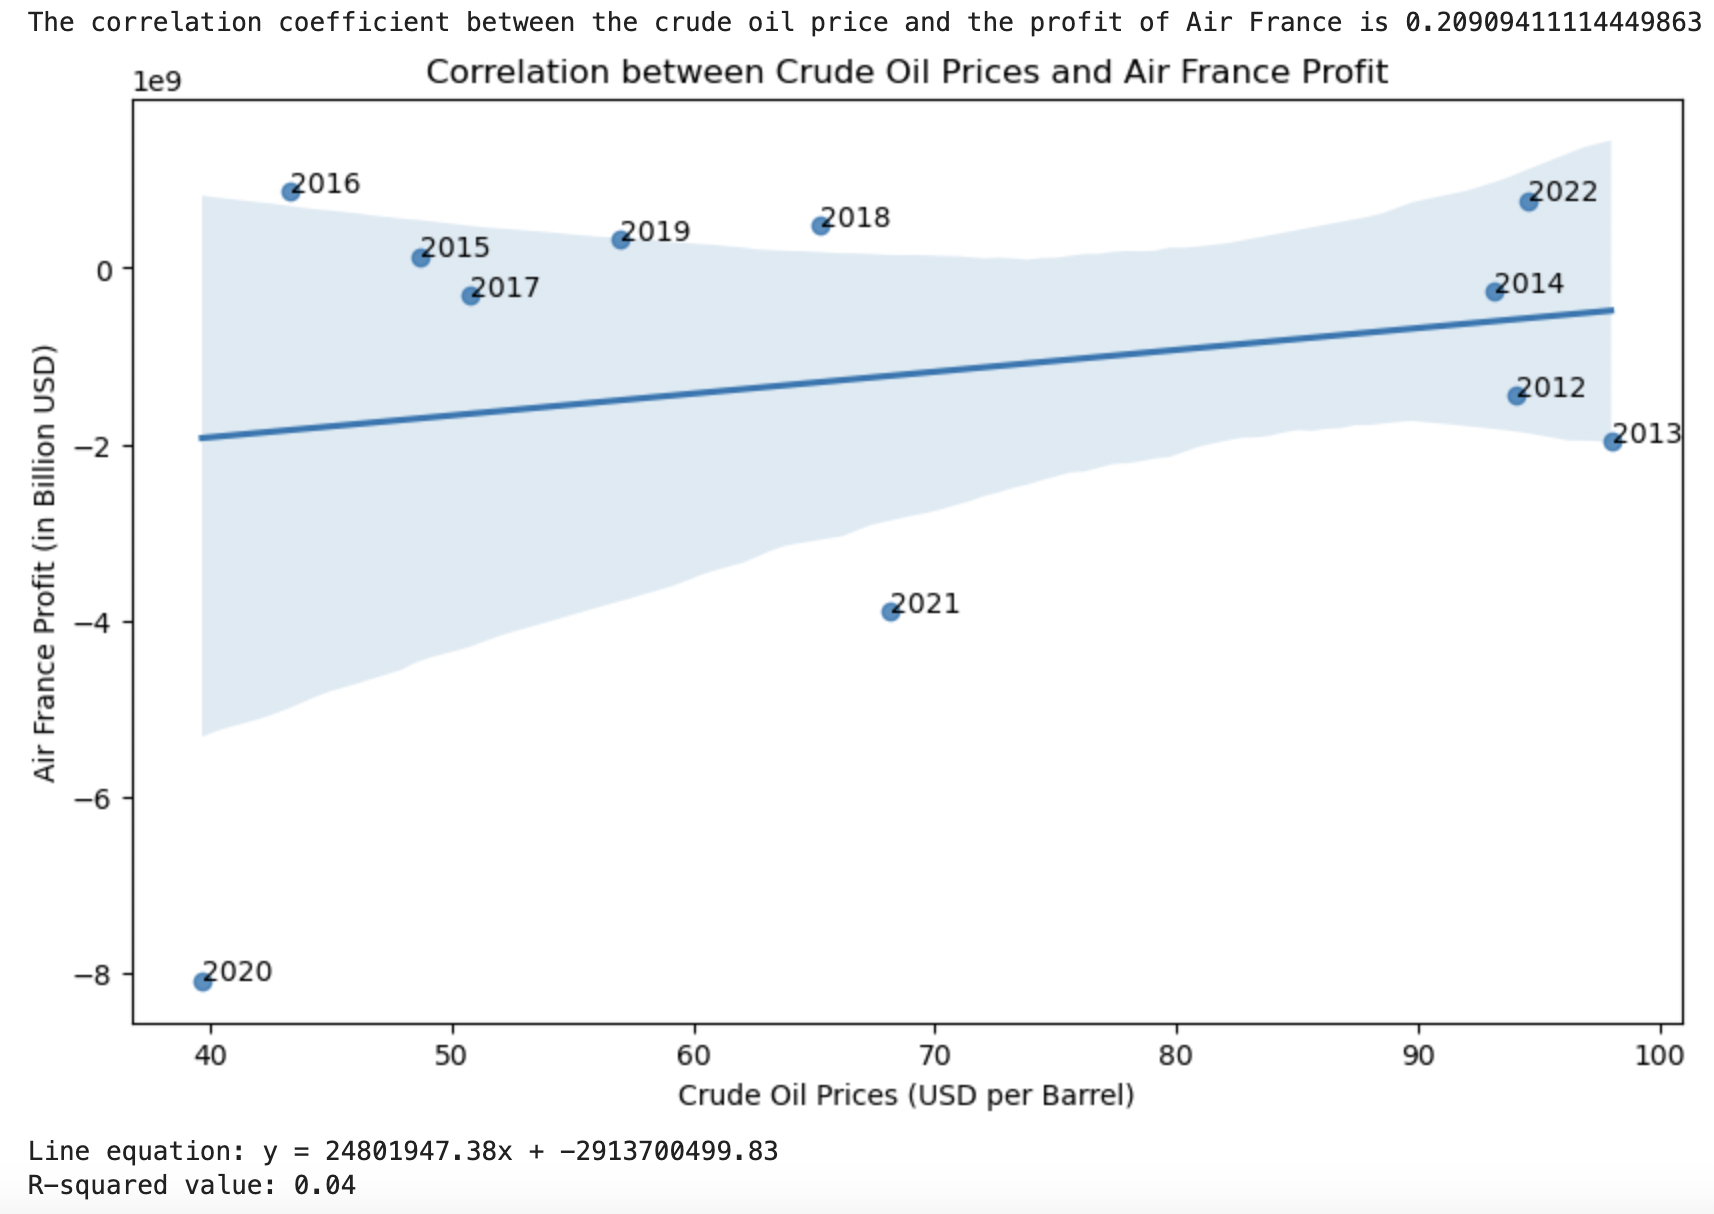 The correlation coefficient between the crude oil price and the profit of Air France is 0.20909411114449863
Correlation between Crude Oil Prices and Air France Profit
1e9
2016
2022
2018
2019
2015
0
2014
2017
Air France Profit (in Billion USD)
2012
2013
−2
2021
−4
−6
2020
−8
40 50 60 70 80 90 100
Crude Oil Prices (USD per Barrel)
Line equation: y = 24801947.38x + -2913700499.83
R-squared value: 0.04